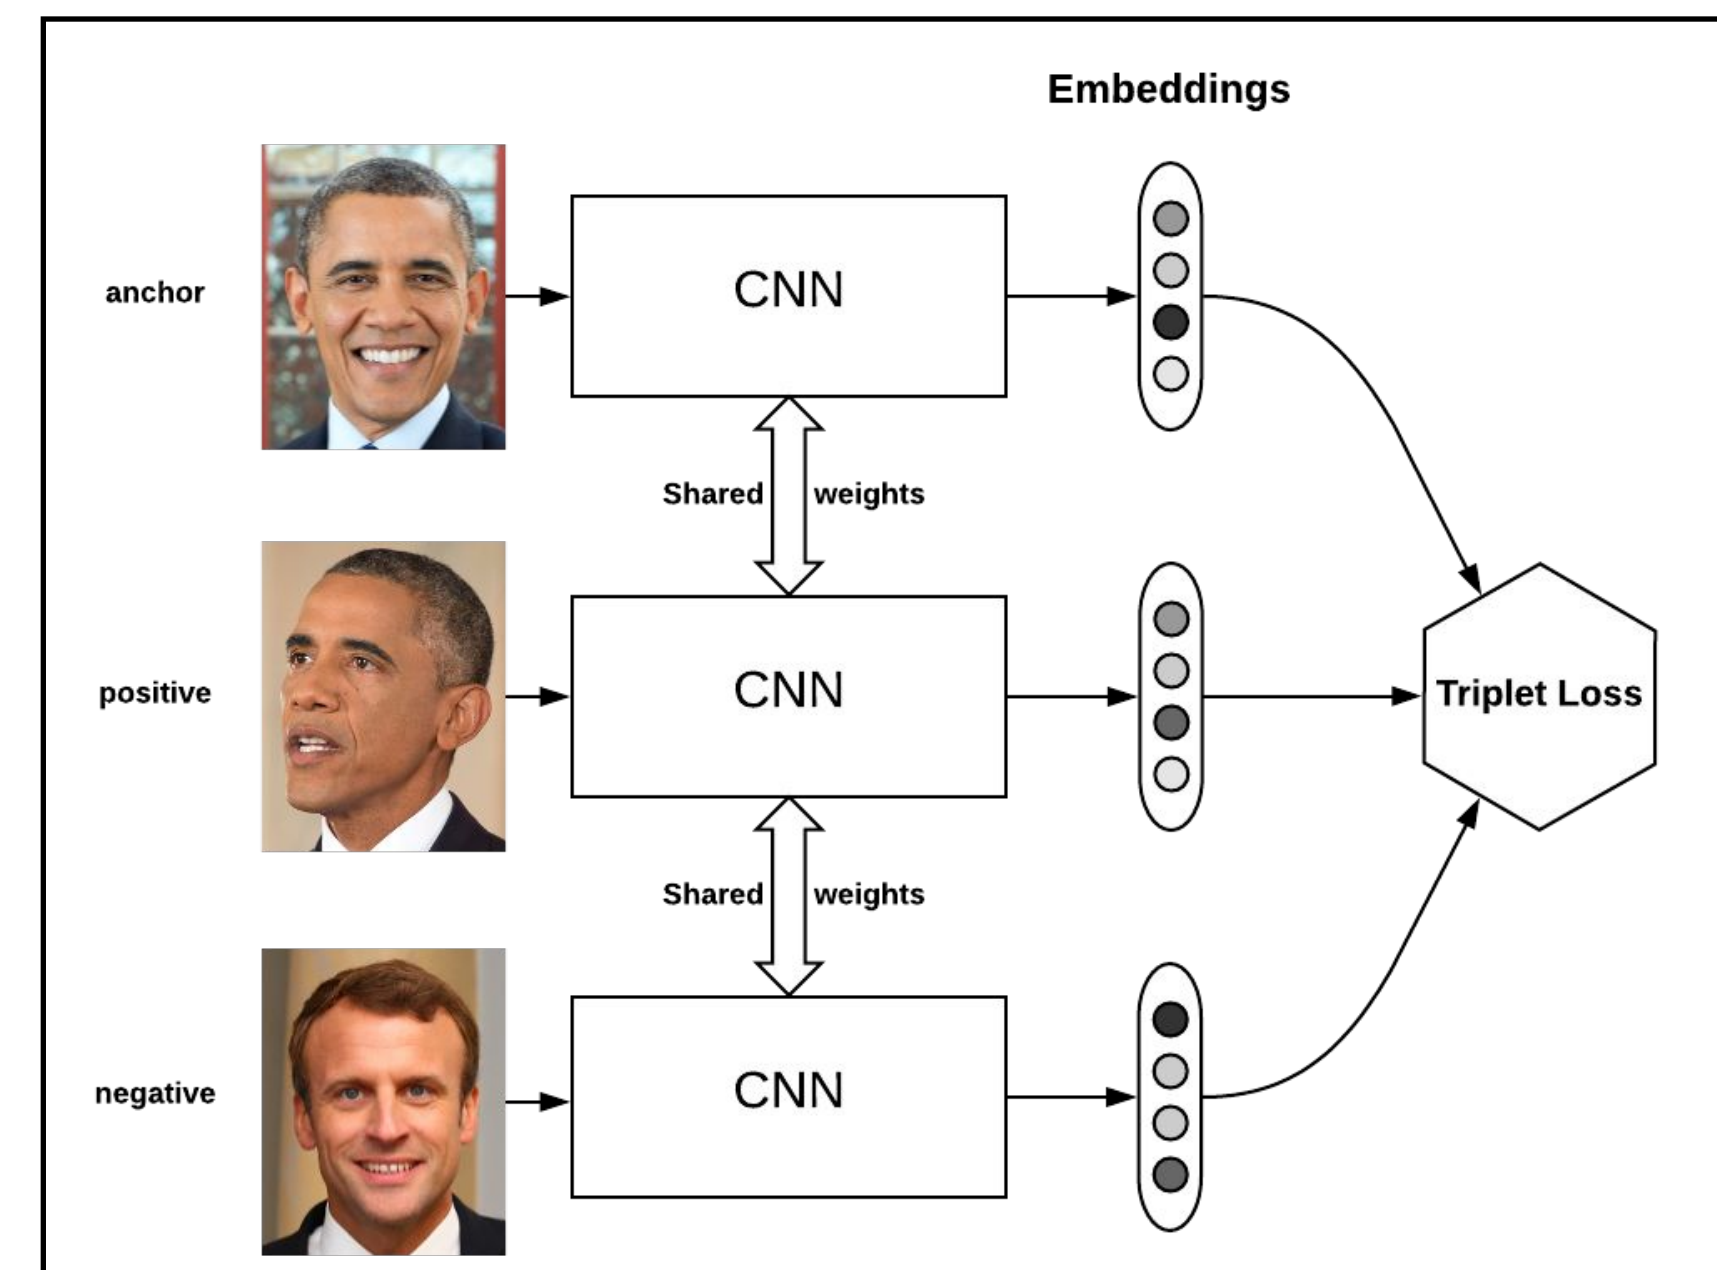 Embeddings
anchor
CNN
Shared weights
positive
CNN
Triplet Loss
Shared weights
negative
CNN